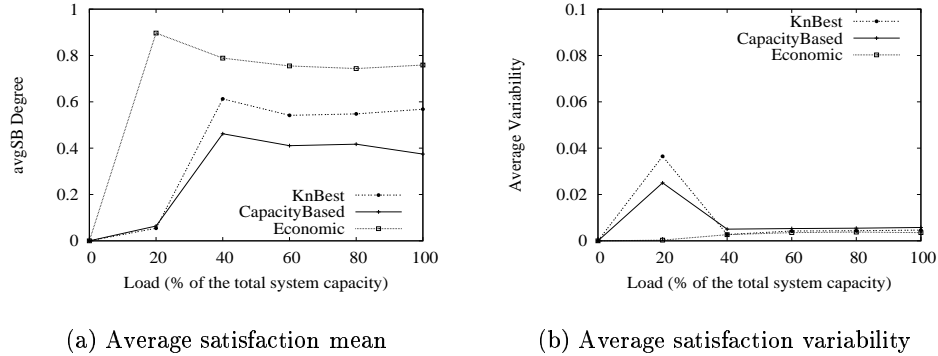 1
0.8
0.6
0.4
0.2
0
avgSB Degree
KnBest
CapacityBased
Economic
0 20 40 60 80 100
Load (% of the total system capacity)
(a) Average satisfaction mean
0.1
0.08
0.06
0.04
0.02
0
Average Variability
KnBest
CapacityBased
Economic
0 20 40 60 80 100
Load (% of the total system capacity)
(b) Average satisfaction variability